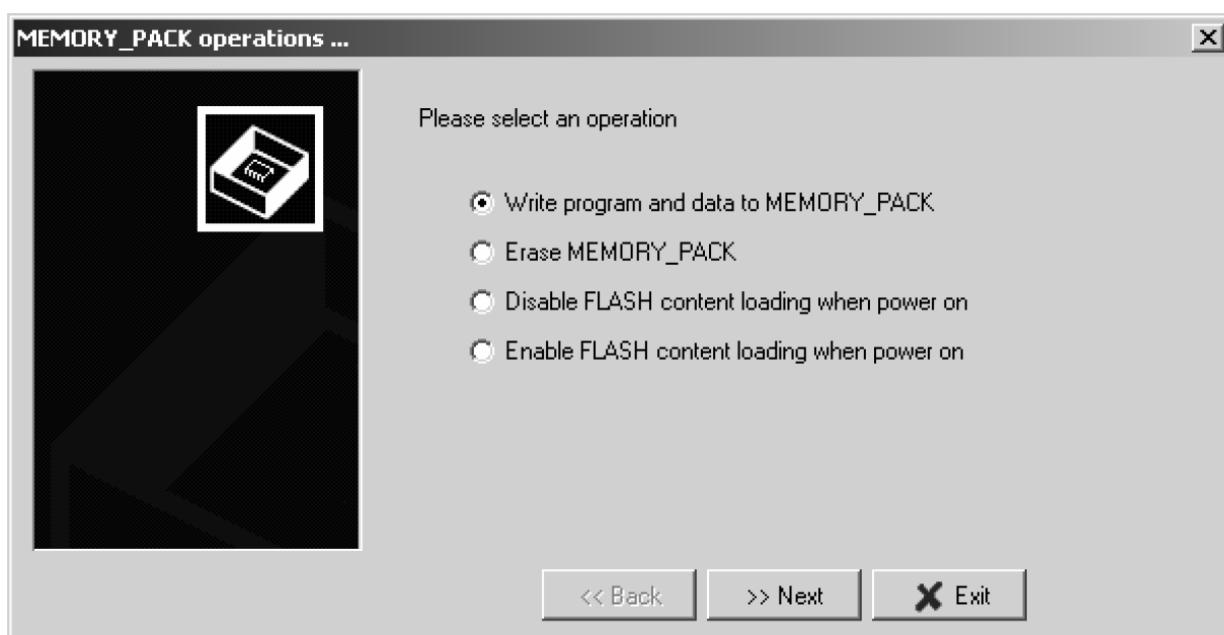 MEMORY_PACK operations ...
Please select an operation
Write program and data to MEMORY_PACK
Erase MEMORY_PACK
Disable FLASH content loading when power on
Enable FLASH content loading when power on
<< Back >> Next Exit